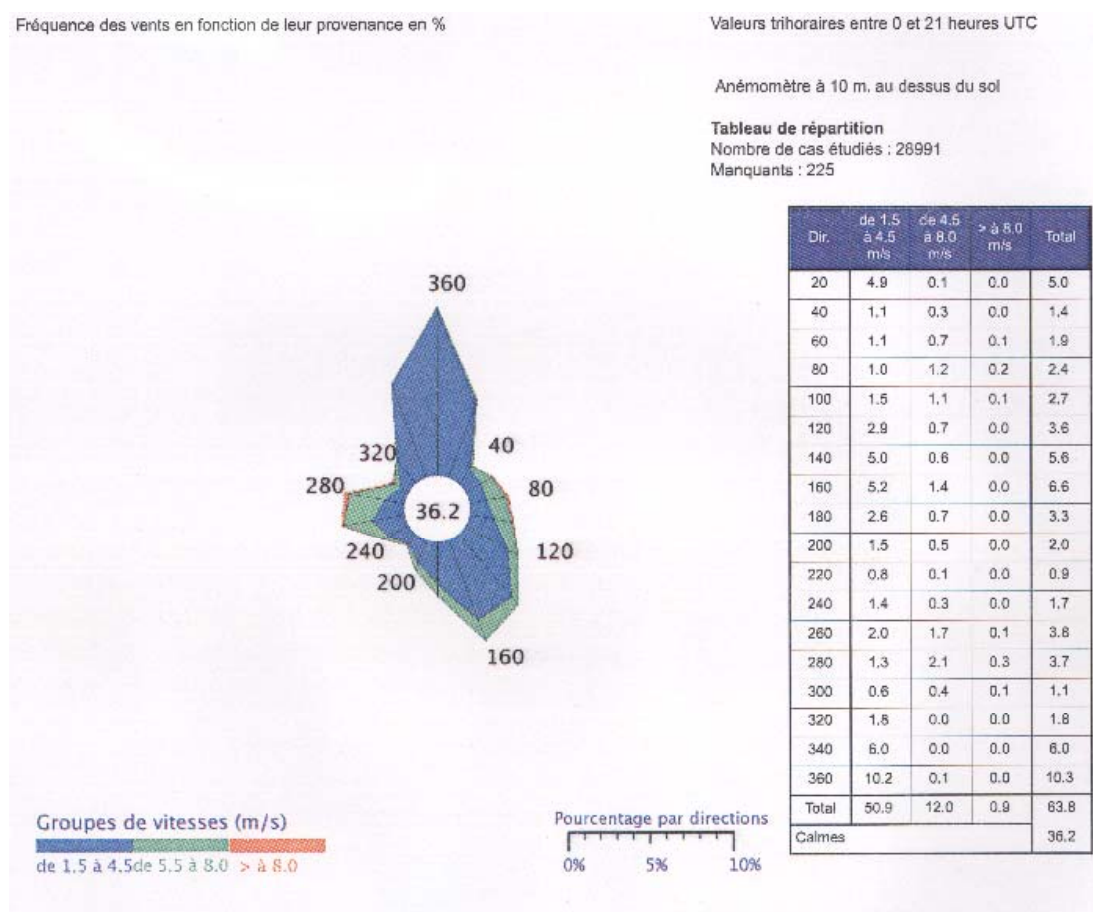 Fréquence des vents en fonction de leur provenance en %
Valeurs trihoraires entre 0 et 21 heures UTC
Anémomètre à 10 m. au dessus du sol
Tableau de répartition
Nombre de cas étudiés : 28991
Manquants : 225
Dir. de 1.5 à 4.5 m/s de 4.5 à 8.0 m/s > à 8.0 m/s Total
20 4.9 0.1 0.0 5.0
40 1.1 0.3 0.0 1.4
60 1.1 0.7 0.1 1.9
80 1.0 1.2 0.2 2.4
100 1.5 1.1 0.1 2.7
120 2.9 0.7 0.0 3.6
140 5.0 0.6 0.0 5.6
160 5.2 1.4 0.0 6.6
180 2.6 0.7 0.0 3.3
200 1.5 0.5 0.0 2.0
220 0.8 0.1 0.0 0.9
240 1.4 0.3 0.0 1.7
260 2.0 1.7 0.1 3.8
280 1.3 2.1 0.3 3.7
300 0.6 0.4 0.1 1.1
320 1.8 0.0 0.0 1.8
340 6.0 0.0 0.0 6.0
360 10.2 0.1 0.0 10.3
Total 50.9 12.0 0.9 63.8
Calmes 36.2
360
320 40
280 80
36.2
240 120
200
160
Groupes de vitesses (m/s)
de 1.5 à 4.5 de 5.5 à 8.0 > à 8.0
Pourcentage par directions
0% 5% 10%